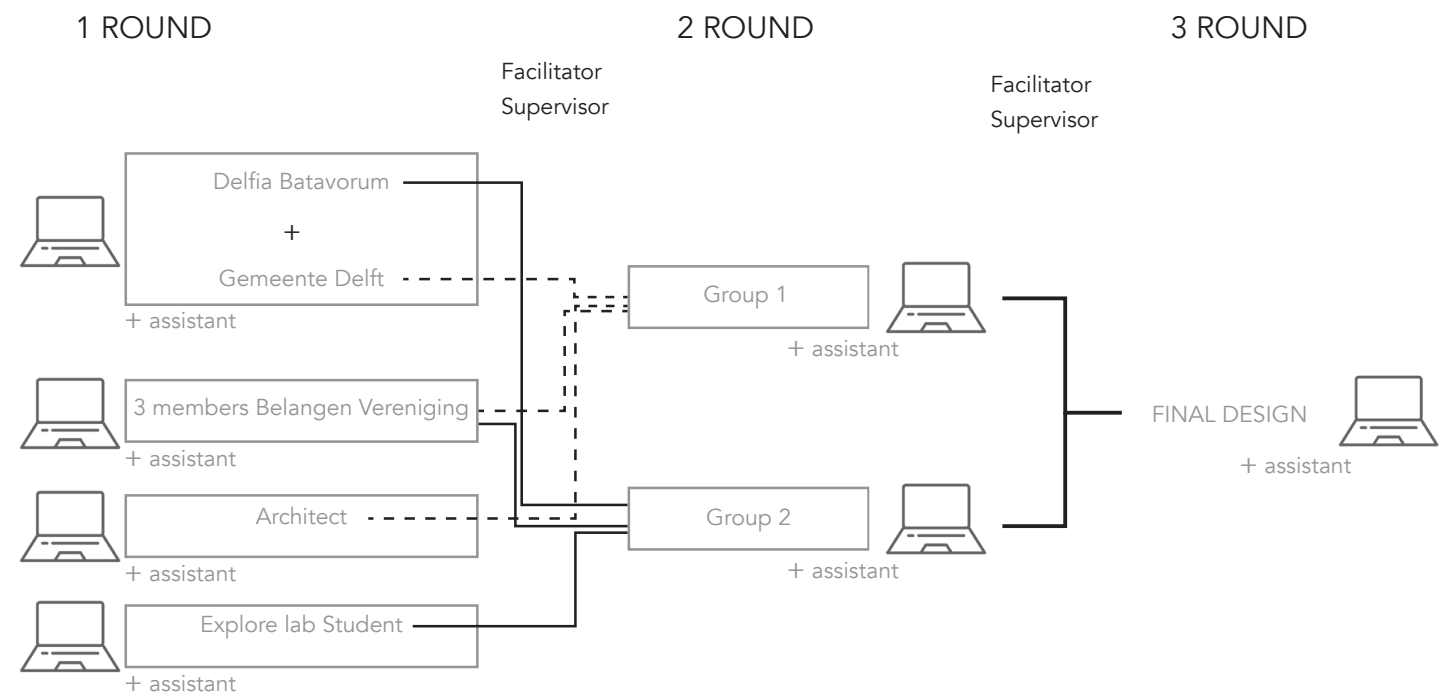 1 ROUND
2 ROUND
3 ROUND
Facilitator
Supervisor
Facilitator
Supervisor
Delfia Batavorum
+
Gemeente Delft
+ assistant
3 members Belangen Vereniging
+ assistant
Architect
+ assistant
Explore lab Student
+ assistant
Group 1
+ assistant
Group 2
+ assistant
FINAL DESIGN
+ assistant